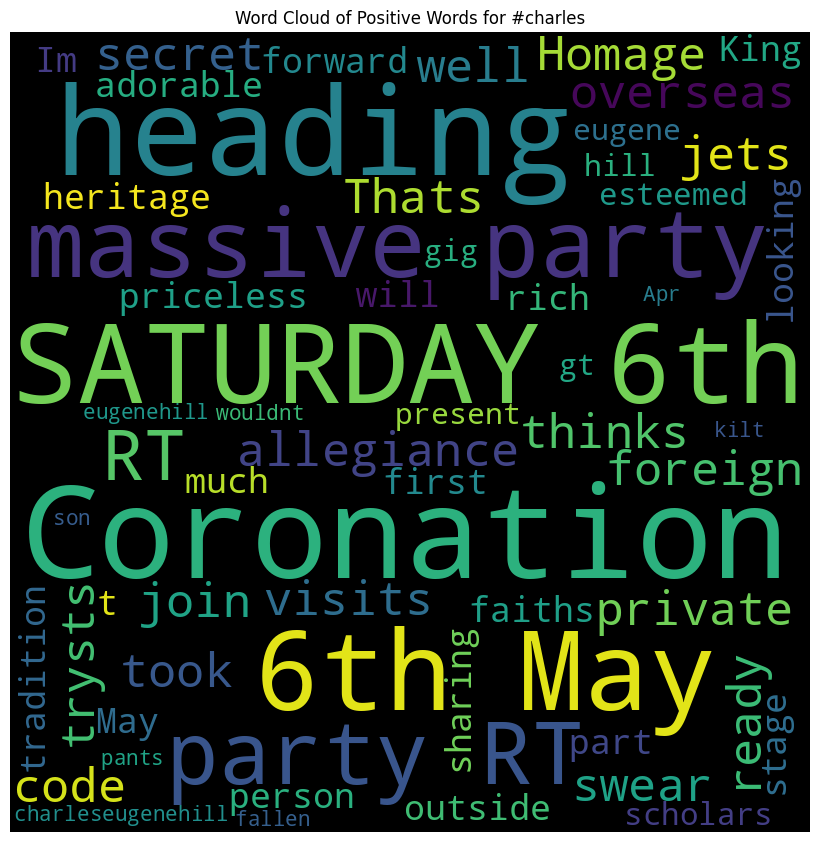 Word Cloud of Positive Words for #charles
Im secret forward well Homage King
adorable overseas
heading eugene jets
hill
heritage Thats esteemed
massive party gig looking
priceless will rich Apr
SATURDAY 6th gt
eugenehill wouldnt present
RT allegiance thinks kilt
much first foreign
Coronation
son
tradition trysts t join visits faiths private
6th May
took sharing ready stage
May
party RT part
pants
code person swear
charleseugenehill fallen outside scholars